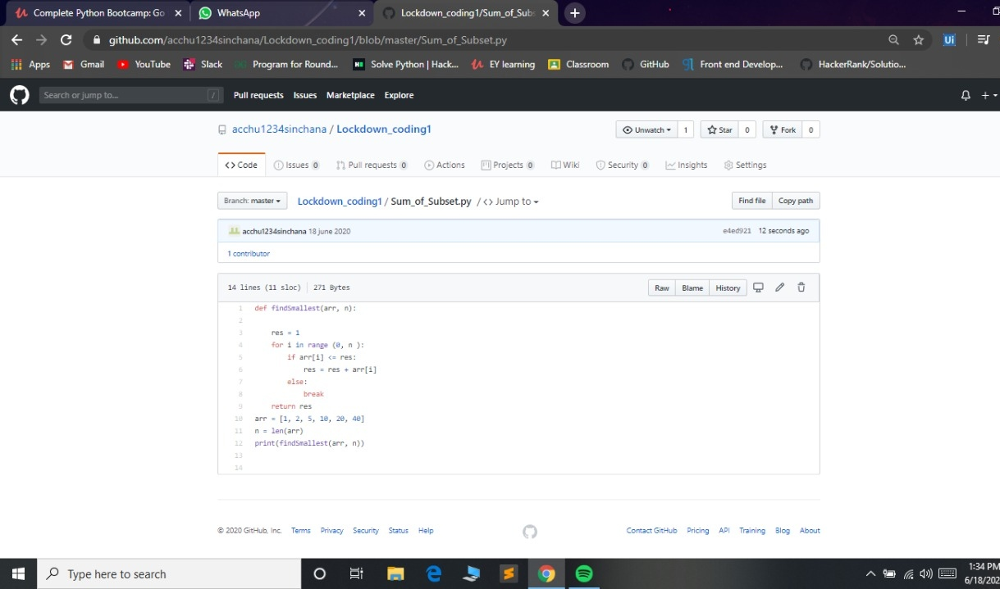 Complete Python Bootcamp: Go
WhatsApp
Lockdown_coding1/Sum_of_Subs
github.com/acchu1234sinchana/Lockdown_coding1/blob/master/Sum_of_Subset.py
Apps Gmail YouTube Slack Program for Round... Solve Python | Hack... EY learning Classroom GitHub Front end Develop... HackerRank/Solutio...
Search or jump to... / Pull requests Issues Marketplace Explore
acchu1234sinchana / Lockdown_coding1 Unwatch 1 Star 0 Fork 0
<> Code Issues 0 Pull requests 0 Actions Projects 0 Wiki Security 0 Insights Settings
Branch: master Lockdown_coding1 / Sum_of_Subset.py / <> Jump to Find file Copy path
acchu1234sinchana 18 june 2020 e4ed921 12 seconds ago
1 contributor
14 lines (11 sloc) 271 Bytes Raw Blame History
1 def findSmallest(arr, n):
2
3 res = 1
4 for i in range (0, n ):
5 if arr[i] <= res:
6 res = res + arr[i]
7 else:
8 break
9 return res
10 arr = [1, 2, 5, 10, 20, 40]
11 n = len(arr)
12 print(findSmallest(arr, n))
13
14
© 2020 GitHub, Inc. Terms Privacy Security Status Help Contact GitHub Pricing API Training Blog About
Type here to search
1:34 PM
6/18/202